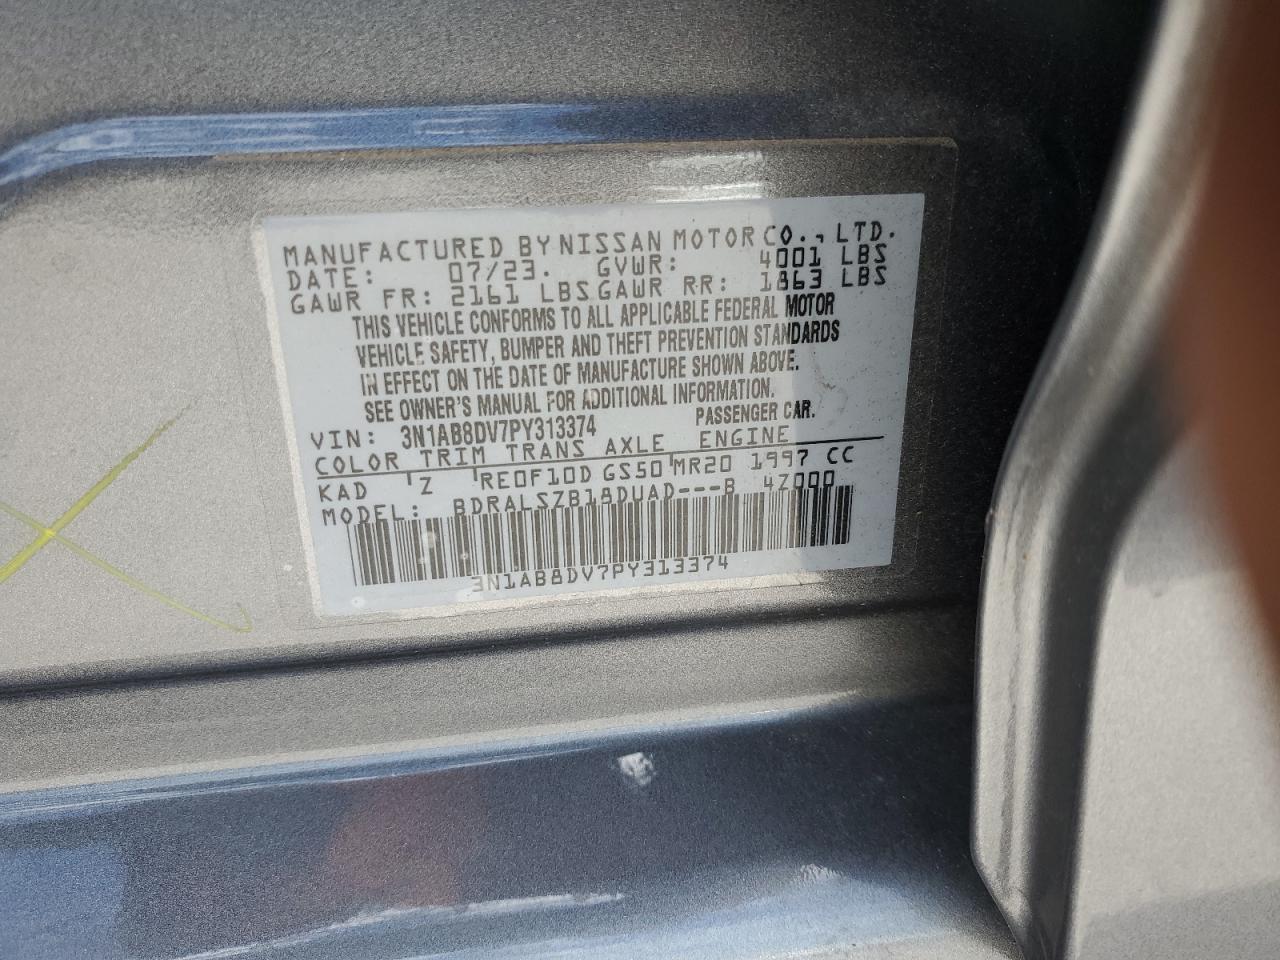 MANUFACTURED BY NISSAN MOTOR CO., LTD.
DATE: 07/23. GVWR: 4001 LBS
GAWR FR: 2161 LBS GAWR RR: 1863 LBS
THIS VEHICLE CONFORMS TO ALL APPLICABLE FEDERAL MOTOR
VEHICLE SAFETY, BUMPER AND THEFT PREVENTION STANDARDS
IN EFFECT ON THE DATE OF MANUFACTURE SHOWN ABOVE.
SEE OWNER'S MANUAL FOR ADDITIONAL INFORMATION.
VIN: 3N1AB8DV7PY313374 PASSENGER CAR.
COLOR TRIM TRANS AXLE ENGINE
KAD Z RE0F10D GS50 MR20 1997 CC
MODEL: BDRALSZB18DUAD---B 4Z000
3N1AB8DV7PY313374